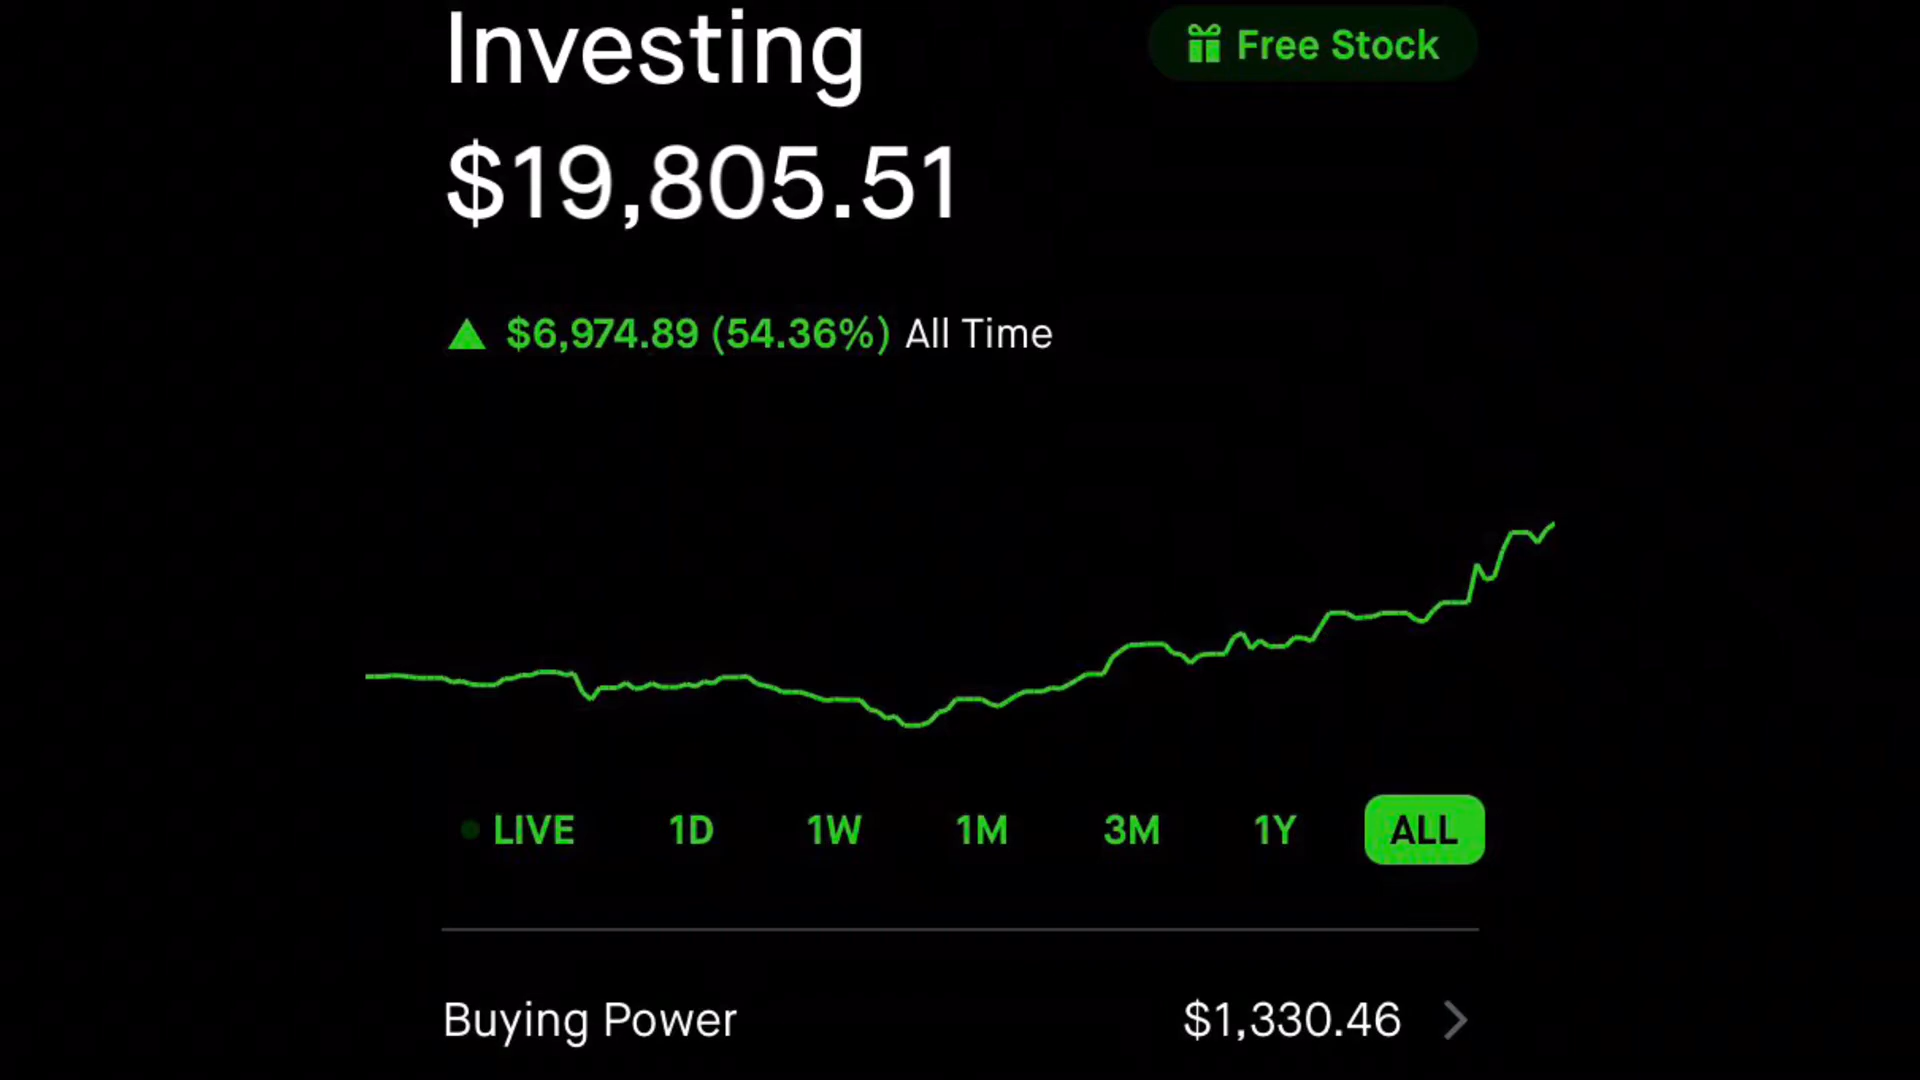 Investing
Free Stock
$19,805.51
▲ $6,974.89 (54.36%) All Time
LIVE 1D 1W 1M 3M 1Y ALL
Buying Power $1,330.46